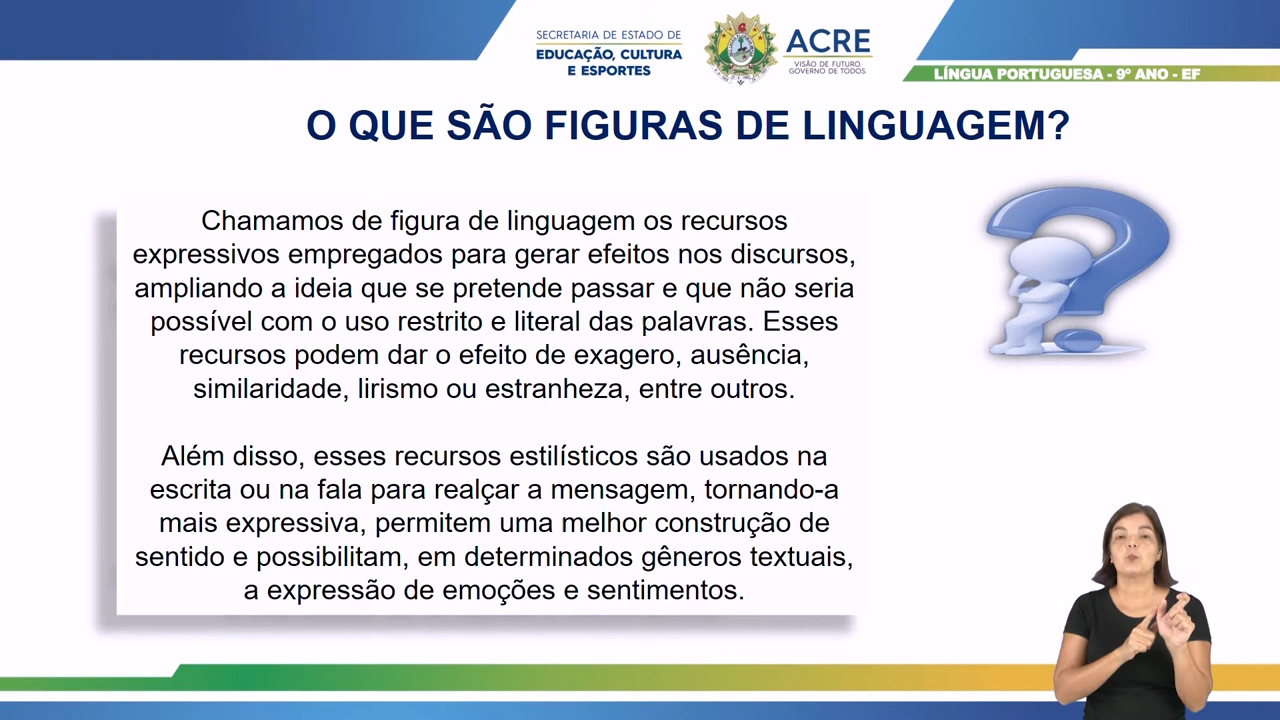 SECRETARIA DE ESTADO DE
EDUCAÇÃO, CULTURA
E ESPORTES
ACRE
VISÃO DE FUTURO.
GOVERNO DE TODOS.
LÍNGUA PORTUGUESA - 9º ANO - EF
O QUE SÃO FIGURAS DE LINGUAGEM?
Chamamos de figura de linguagem os recursos
expressivos empregados para gerar efeitos nos discursos,
ampliando a ideia que se pretende passar e que não seria
possível com o uso restrito e literal das palavras. Esses
recursos podem dar o efeito de exagero, ausência,
similaridade, lirismo ou estranheza, entre outros.
Além disso, esses recursos estilísticos são usados na
escrita ou na fala para realçar a mensagem, tornando-a
mais expressiva, permitem uma melhor construção de
sentido e possibilitam, em determinados gêneros textuais,
a expressão de emoções e sentimentos.